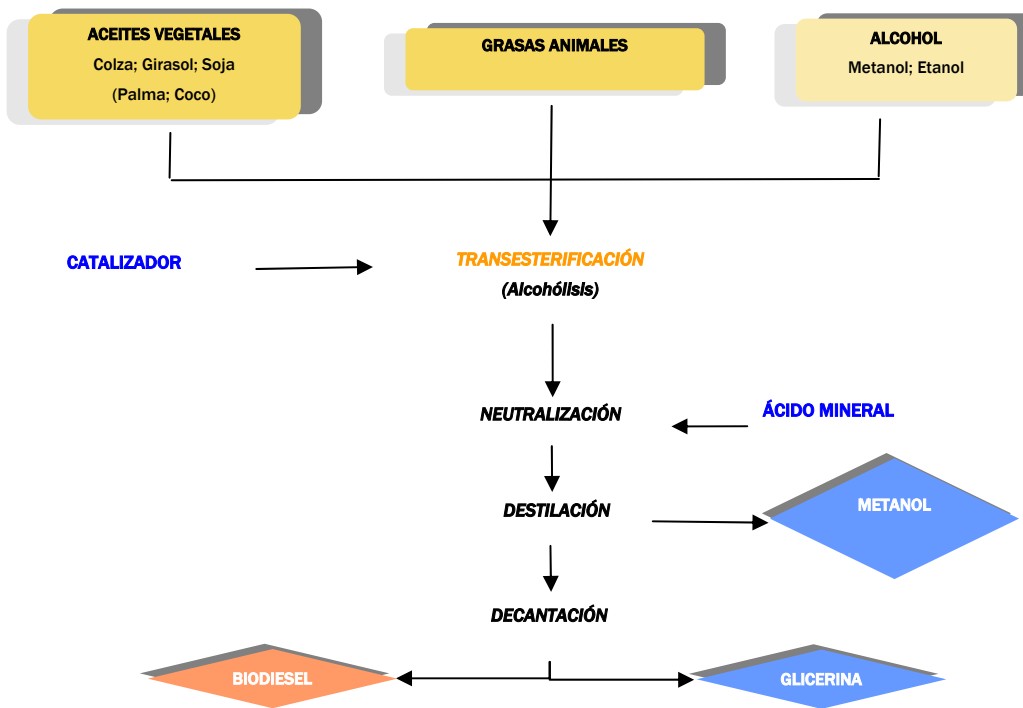 ACEITES VEGETALES
Colza; Girasol; Soja
(Palma; Coco)
GRASAS ANIMALES
ALCOHOL
Metanol; Etanol
CATALIZADOR
TRANSESTERIFICACIÓN
(Alcohólisis)
NEUTRALIZACIÓN
ÁCIDO MINERAL
DESTILACIÓN
METANOL
DECANTACIÓN
BIODIESEL
GLICERINA